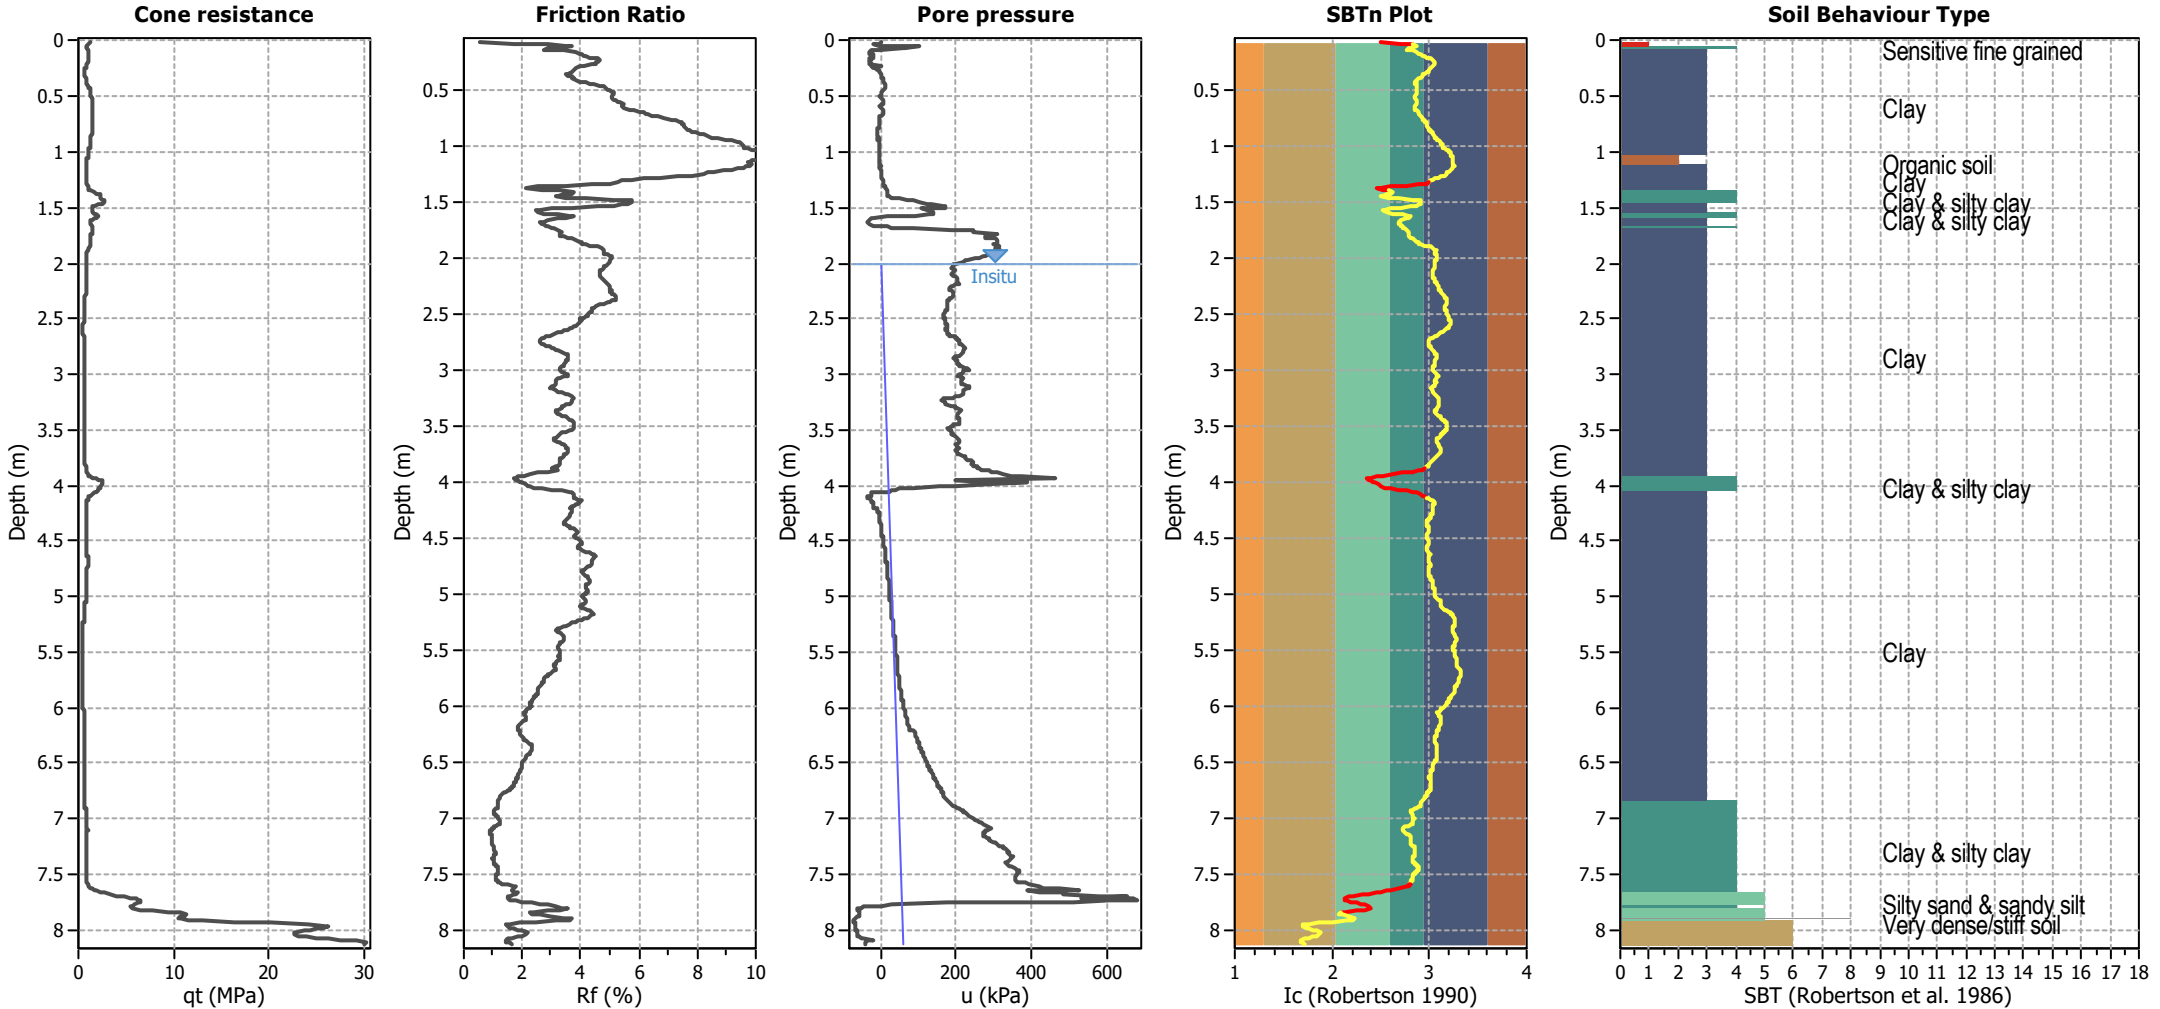 Cone resistance
0
0.5
1
1.5
2
2.5
3
3.5
4
4.5
5
5.5
6
6.5
7
7.5
8
Depth (m)
0 10 20 30
qt (MPa)
Friction Ratio
0.5
1
1.5
2
2.5
3
3.5
4
4.5
5
5.5
6
6.5
7
7.5
8
Depth (m)
0 2 4 6 8 10
Rf (%)
Pore pressure
0
0.5
1
1.5
2
2.5
3
3.5
4
4.5
5
5.5
6
6.5
7
7.5
8
Depth (m)
Insitu
0 200 400 600
u (kPa)
SBTn Plot
0.5
1
1.5
2
2.5
3
3.5
4
4.5
5
5.5
6
6.5
7
7.5
8
Depth (m)
1 2 3 4
Ic (Robertson 1990)
Soil Behaviour Type
0
0.5
1
1.5
2
2.5
3
3.5
4
4.5
5
5.5
6
6.5
7
7.5
8
Depth (m)
Sensitive fine grained
Clay
Organic soil
Clay
Clay & silty clay
Clay & silty clay
Clay
Clay & silty clay
Clay
Clay & silty clay
Silty sand & sandy silt
Very dense/stiff soil
0 1 2 3 4 5 6 7 8 9 10 11 12 13 14 15 16 17 18
SBT (Robertson et al. 1986)